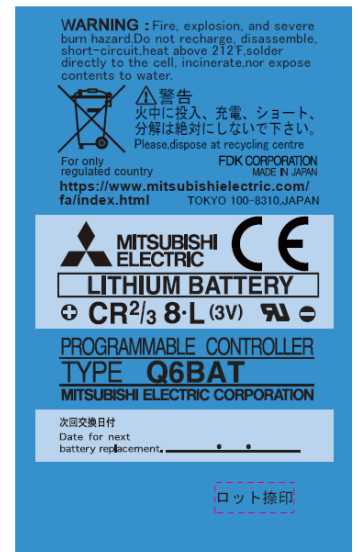 WARNING : Fire, explosion, and severe
burn hazard.Do not recharge, disassemble,
short-circuit,heat above 212°F,solder
directly to the cell, incinerate,nor expose
contents to water.
警告
火中に投入、充電、ショート、
分解は絶対にしないで下さい。
Please,dispose at recycling centre
For only
regulated country
FDK CORPORATION
MADE IN JAPAN
https://www.mitsubishielectric.com/
fa/index.html TOKYO 100-8310,JAPAN
MITSUBISHI
ELECTRIC
CE
LITHIUM BATTERY
⊕ CR2/3 8·L (3V) ⊖
PROGRAMMABLE CONTROLLER
TYPE Q6BAT
MITSUBISHI ELECTRIC CORPORATION
次回交換日付
Date for next
battery replacement. . .
ロット捺印